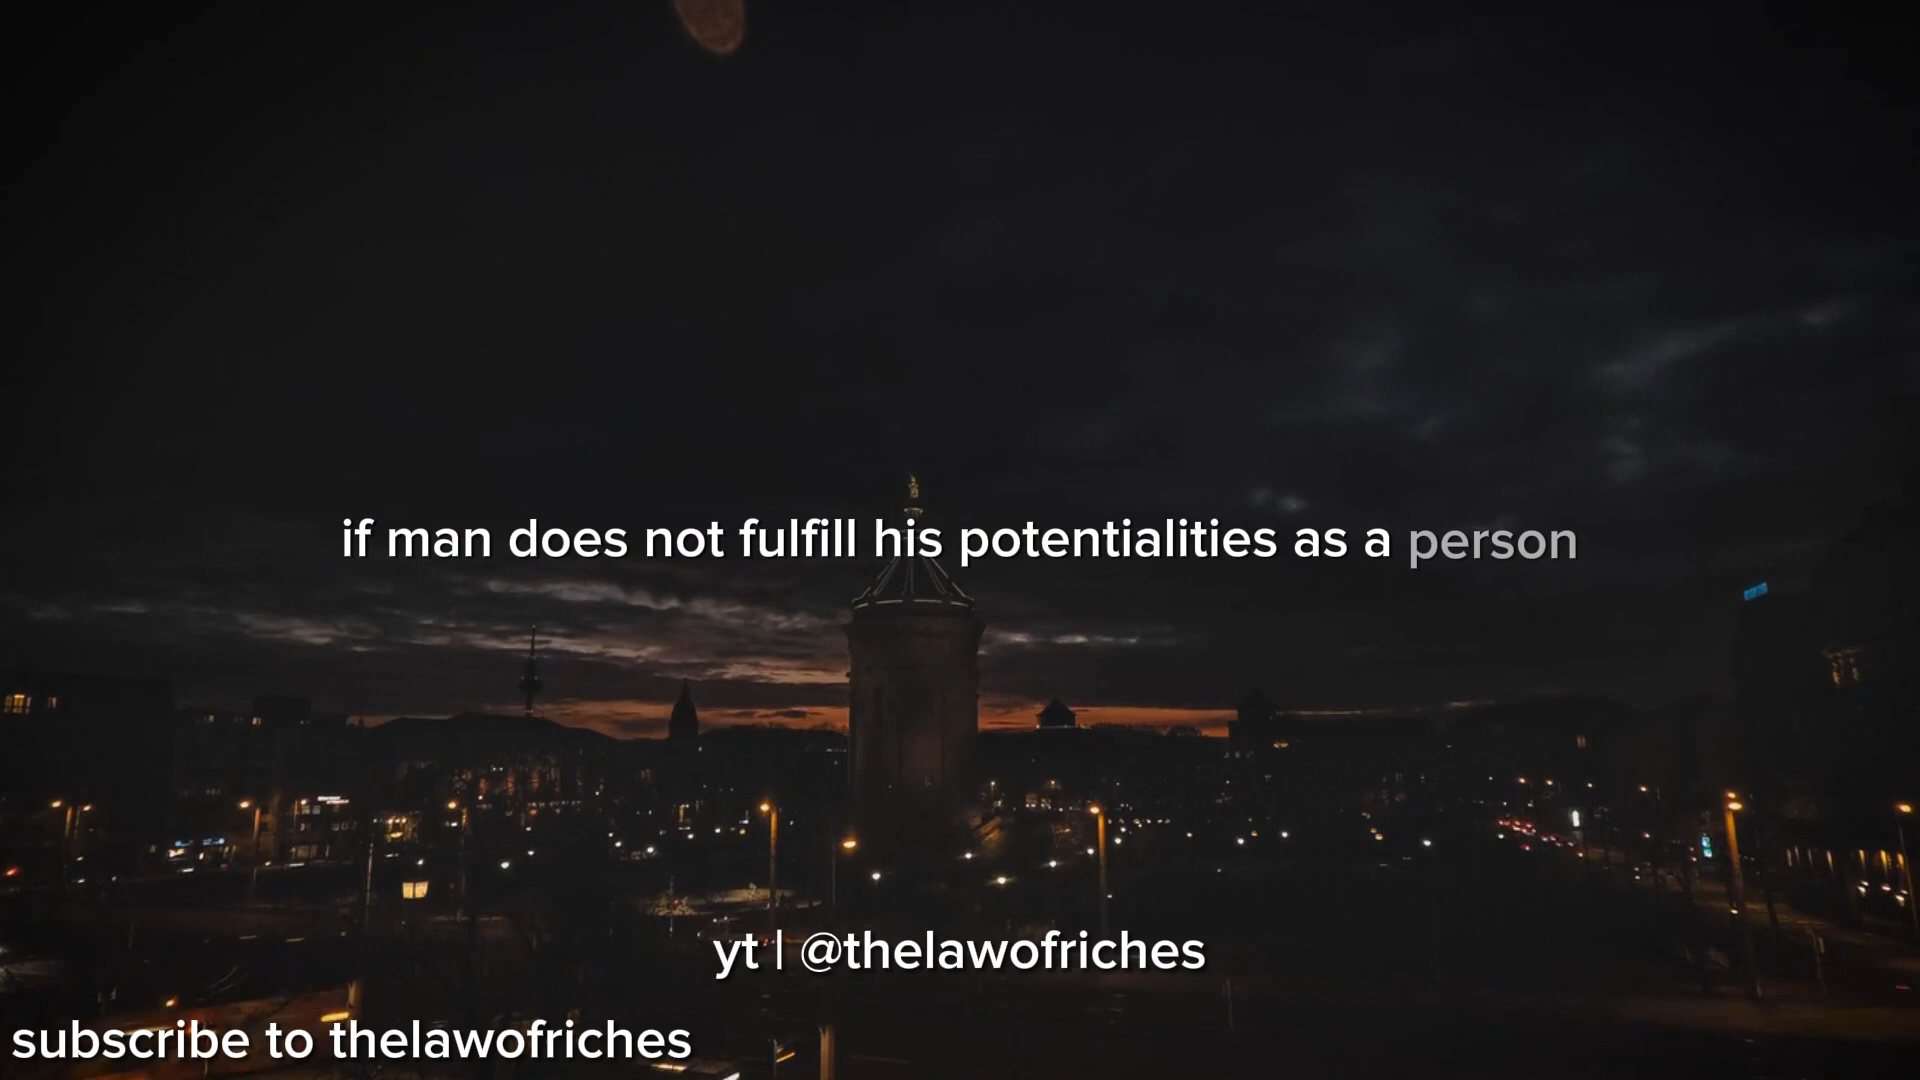 if man does not fulfill his potentialities as a person
yt | @thelawofriches
subscribe to thelawofriches